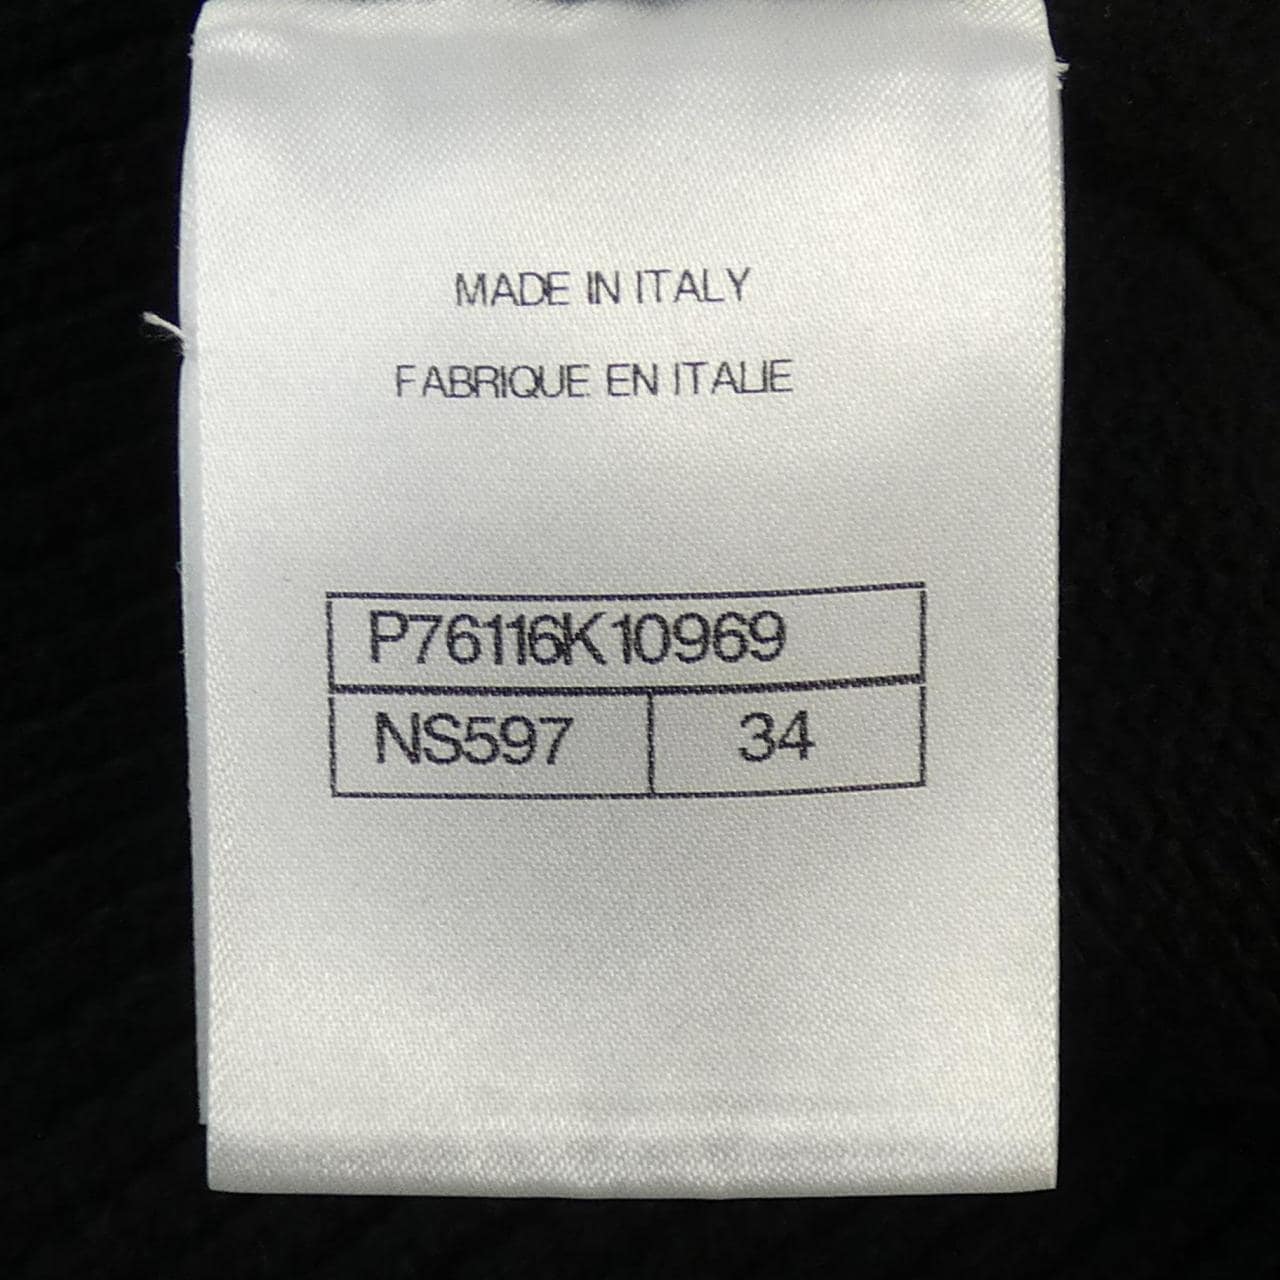 MADE IN ITALY
FABRIQUE EN ITALIE
P76116K10969
NS597 34